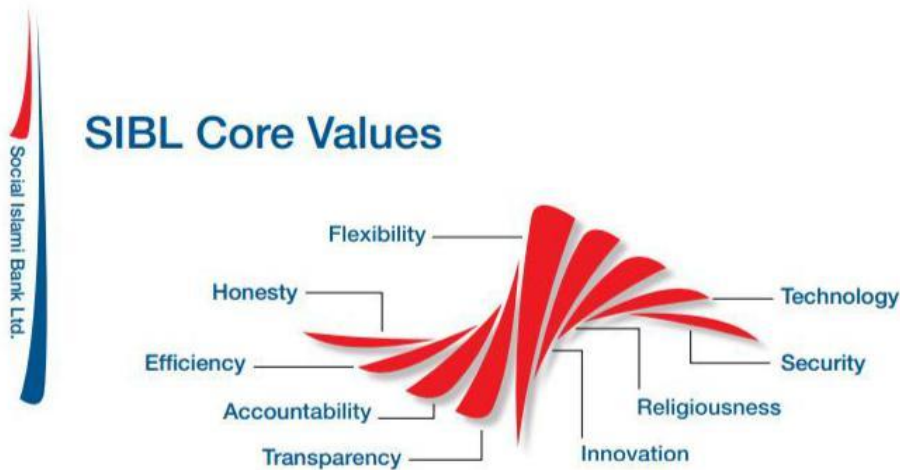 Social Islami Bank Ltd.
SIBL Core Values
Flexibility
Honesty
Technology
Efficiency
Security
Accountability
Religiousness
Transparency
Innovation